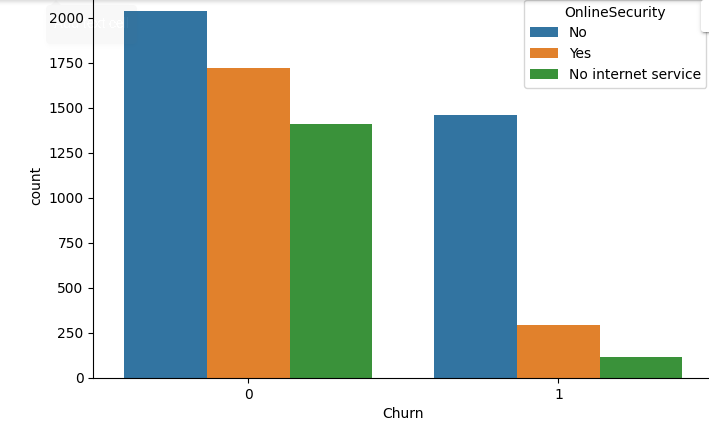 OnlineSecurity
No
Yes
No internet service
2000
1750
1500
1250
1000
750
500
250
0
count
0
1
Churn